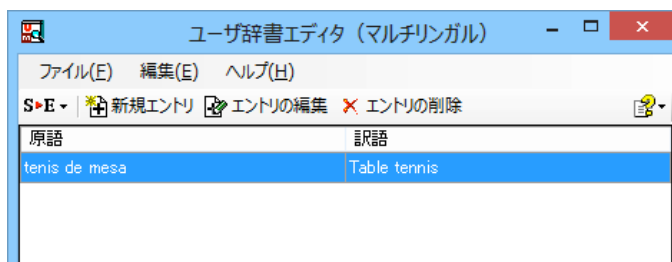 ユーザ辞書エディタ（マルチリンガル）
ファイル(F) 編集(E) ヘルプ(H)
S▶E 新規エントリ エントリの編集 エントリの削除
原語 訳語
tenis de mesa Table tennis